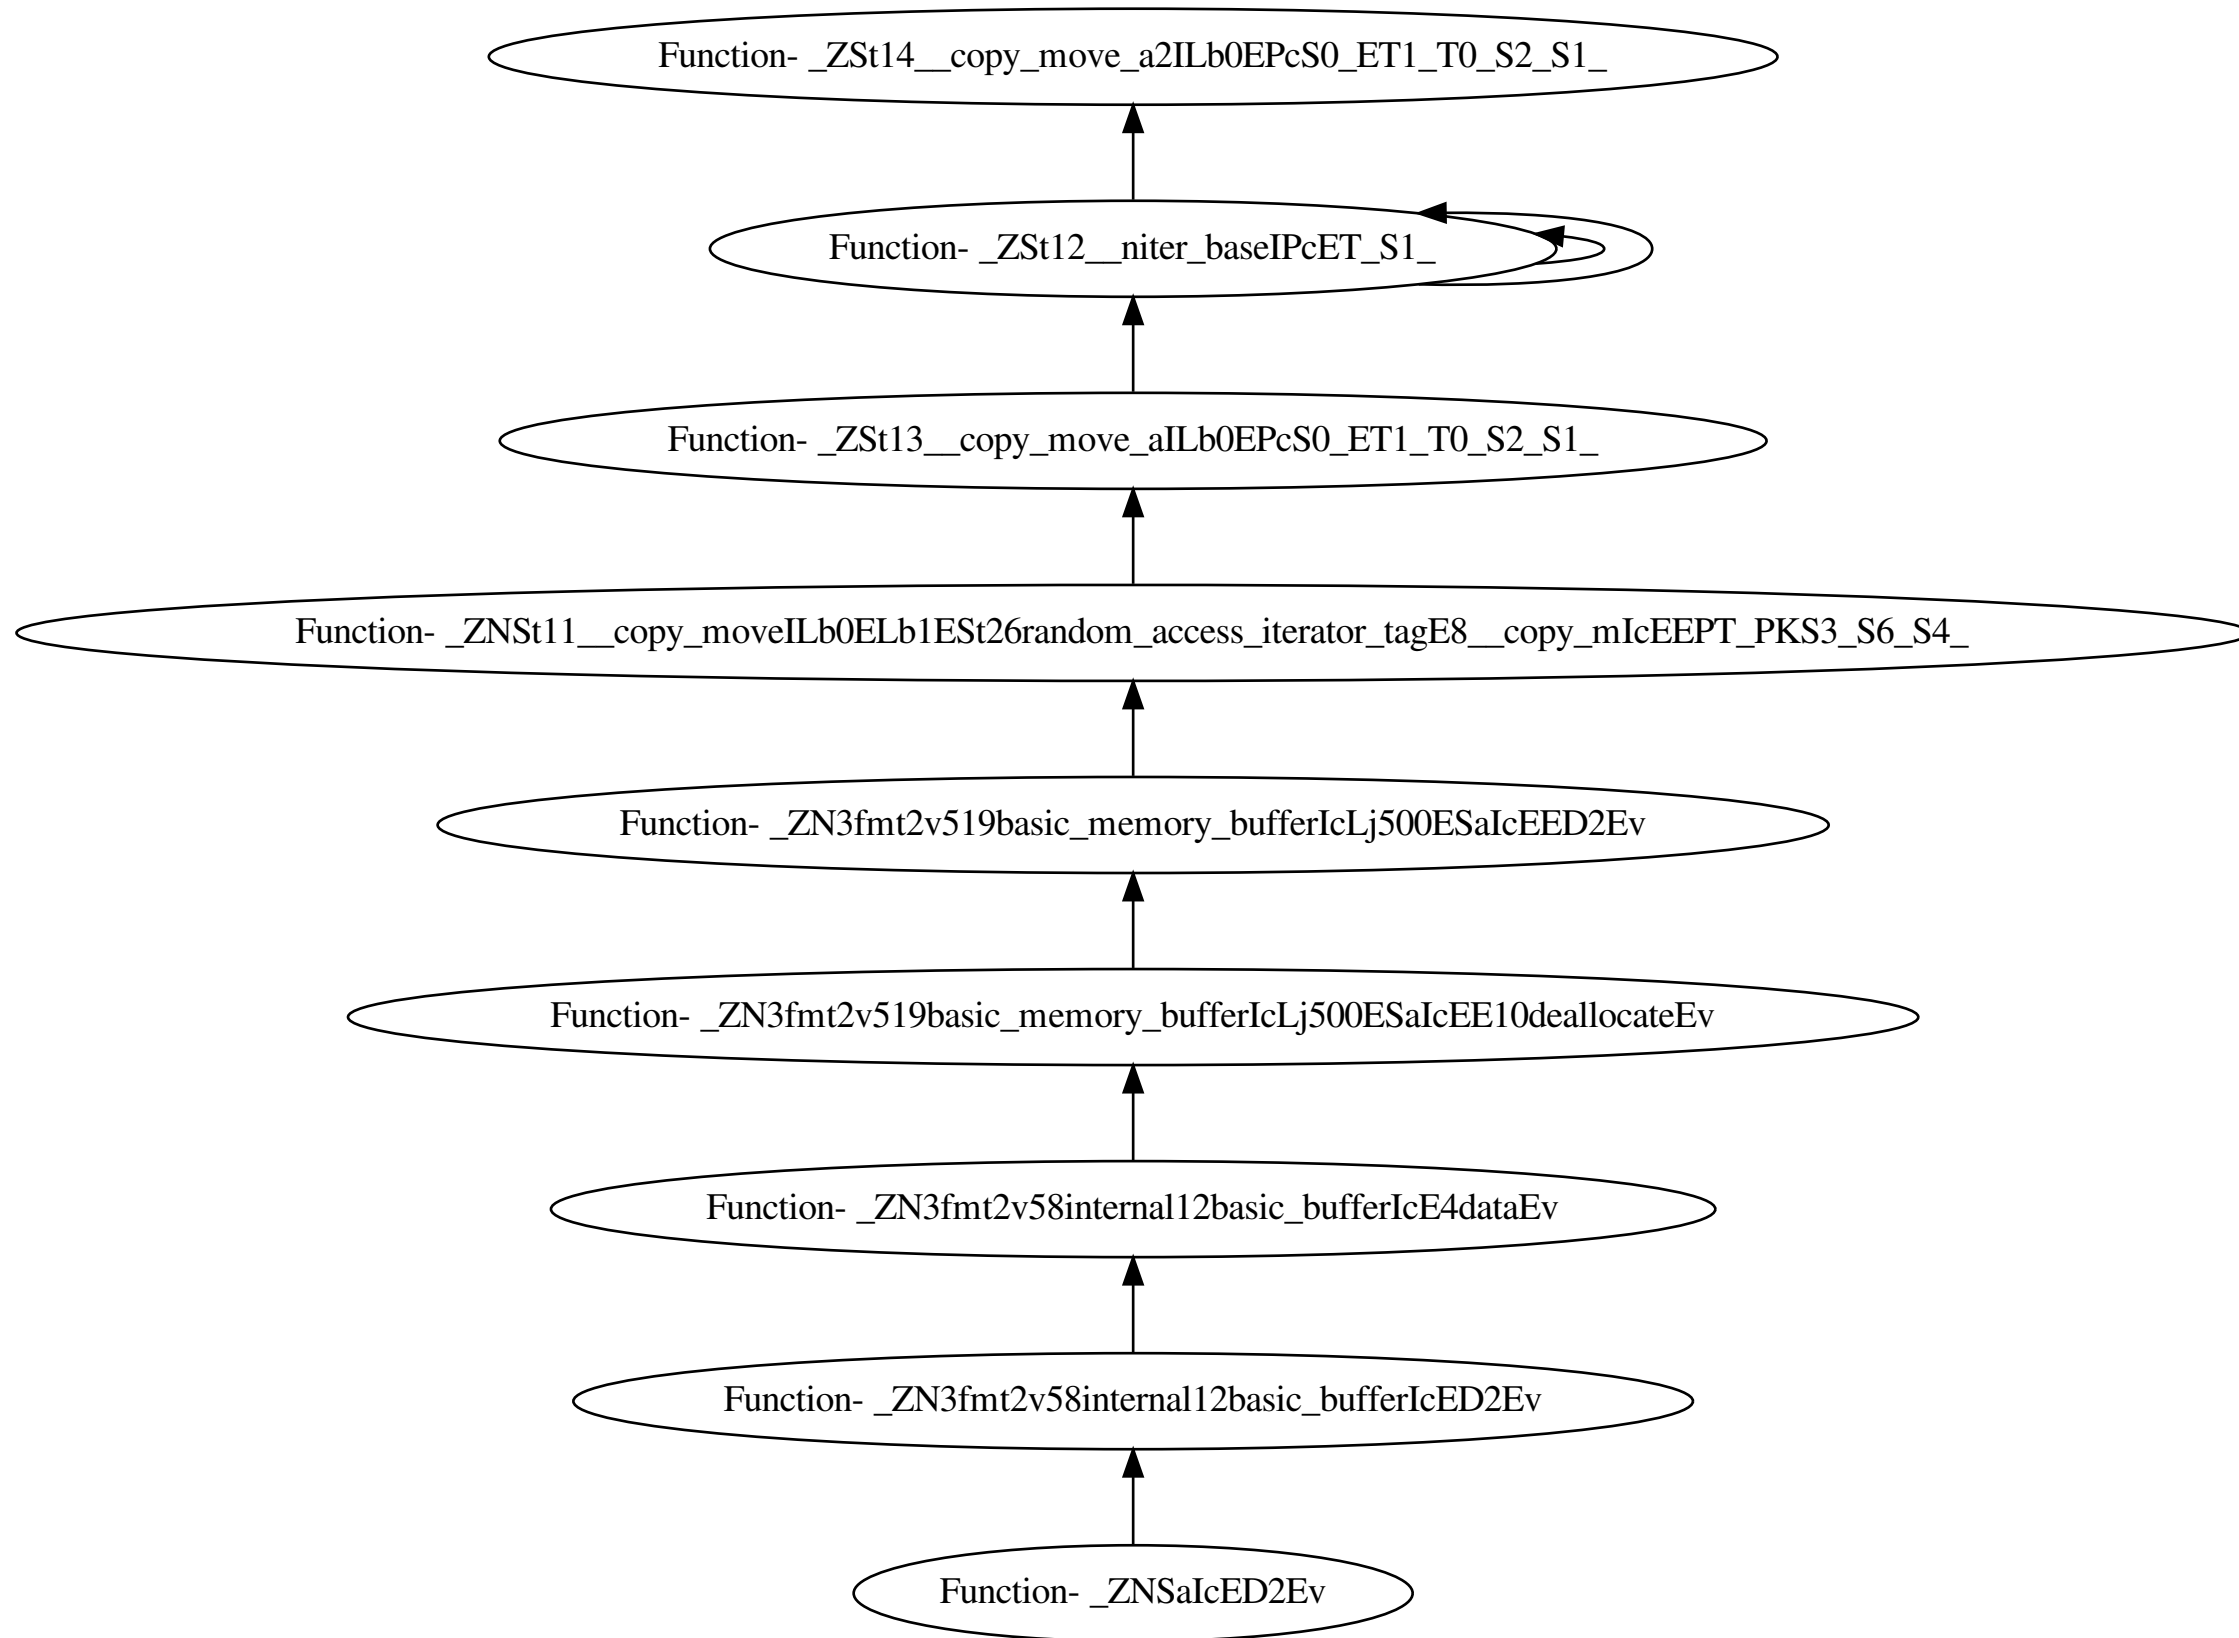 Function- _ZSt14__copy_move_a2ILb0EPcS0_ET1_T0_S2_S1_
Function- _ZSt12__niter_baseIPcET_S1_
Function- _ZSt13__copy_move_aILb0EPcS0_ET1_T0_S2_S1_
Function- _ZNSt11__copy_moveILb0ELb1ESt26random_access_iterator_tagE8__copy_mIcEEPT_PKS3_S6_S4_
Function- _ZN3fmt2v519basic_memory_bufferIcLj500ESaIcEED2Ev
Function- _ZN3fmt2v519basic_memory_bufferIcLj500ESaIcEE10deallocateEv
Function- _ZN3fmt2v58internal12basic_bufferIcE4dataEv
Function- _ZN3fmt2v58internal12basic_bufferIcED2Ev
Function- _ZNSaIcED2Ev